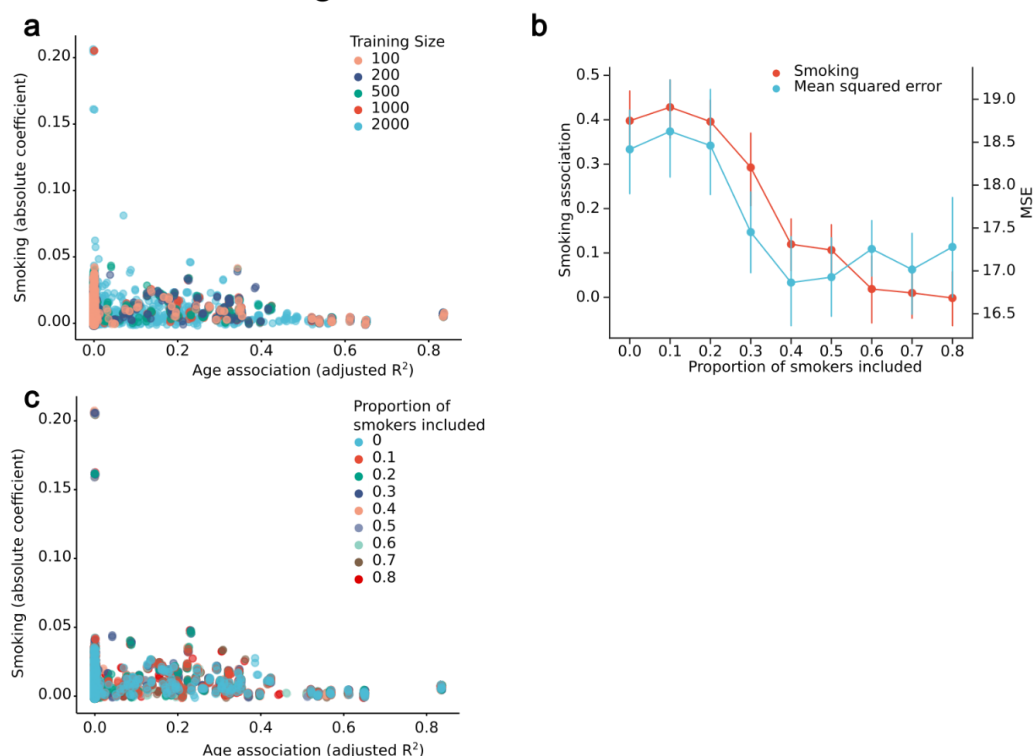 a
Training Size
100
200
500
1000
2000
0.20
0.15
0.10
0.05
0.00
Smoking (absolute coefficient)
0.0 0.2 0.4 0.6 0.8
Age association (adjusted R²)
b
Smoking
Mean squared error
0.5
0.4
0.3
0.2
0.1
0.0
Smoking association
19.0
18.5
18.0
17.5
17.0
16.5
MSE
0.0 0.1 0.2 0.3 0.4 0.5 0.6 0.7 0.8
Proportion of smokers included
c
Proportion of
smokers included
0
0.1
0.2
0.3
0.4
0.5
0.6
0.7
0.8
0.20
0.15
0.10
0.05
0.00
Smoking (absolute coefficient)
0.0 0.2 0.4 0.6 0.8
Age association (adjusted R²)